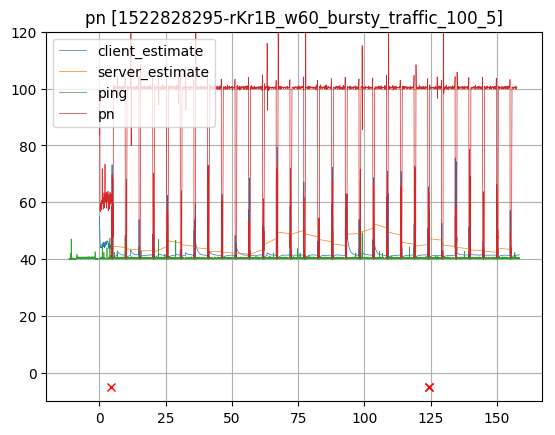 pn [1522828295-rKr1B_w60_bursty_traffic_100_5]
client_estimate
server_estimate
ping
pn
120
100
80
60
40
20
0
0 25 50 75 100 125 150